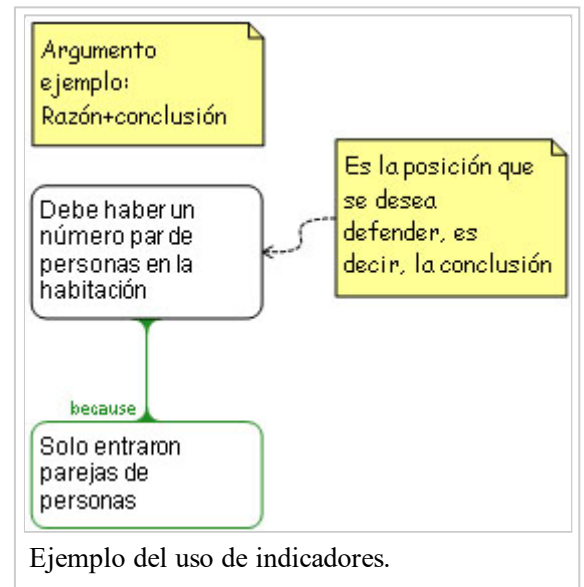 Argumento
ejemplo:
Razón+conclusión
Es la posición que
se desea
defender, es
decir, la conclusión
Debe haber un
número par de
personas en la
habitación
because
Solo entraron
parejas de
personas
Ejemplo del uso de indicadores.